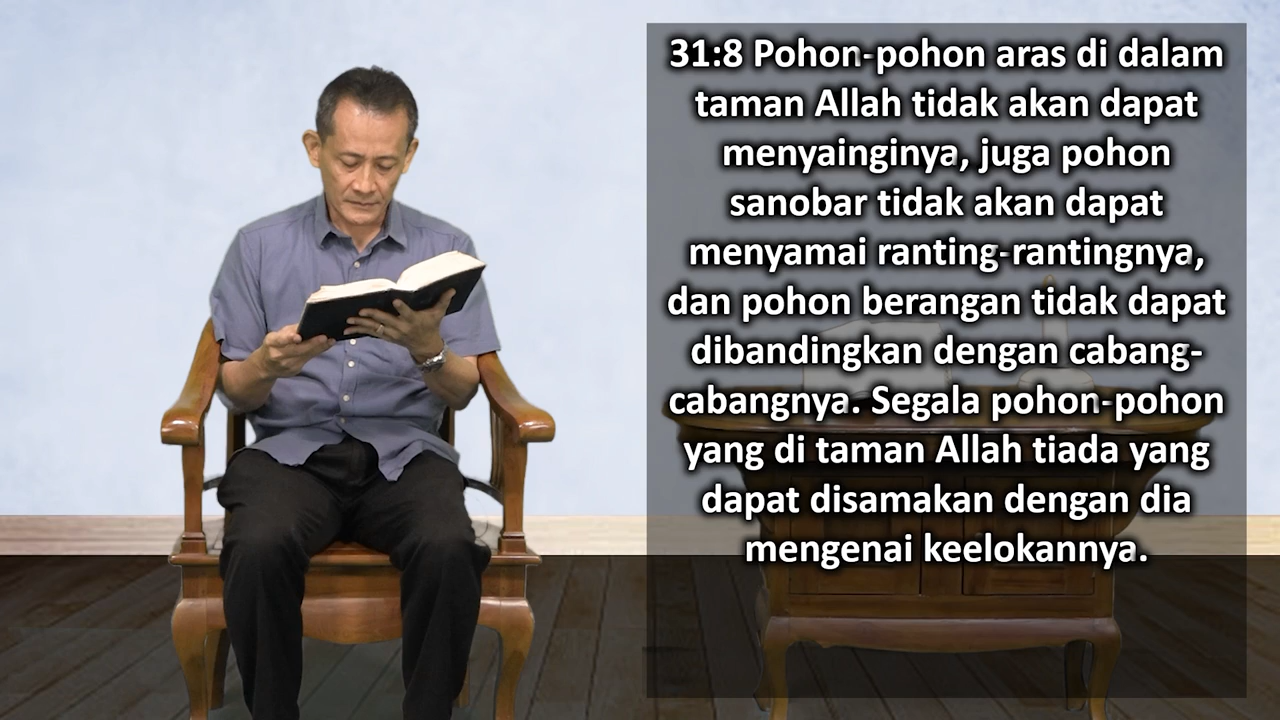 31:8 Pohon-pohon aras di dalam
taman Allah tidak akan dapat
menyainginya, juga pohon
sanobar tidak akan dapat
menyamai ranting-rantingnya,
dan pohon berangan tidak dapat
dibandingkan dengan cabang-
cabangnya. Segala pohon-pohon
yang di taman Allah tiada yang
dapat disamakan dengan dia
mengenai keelokannya.